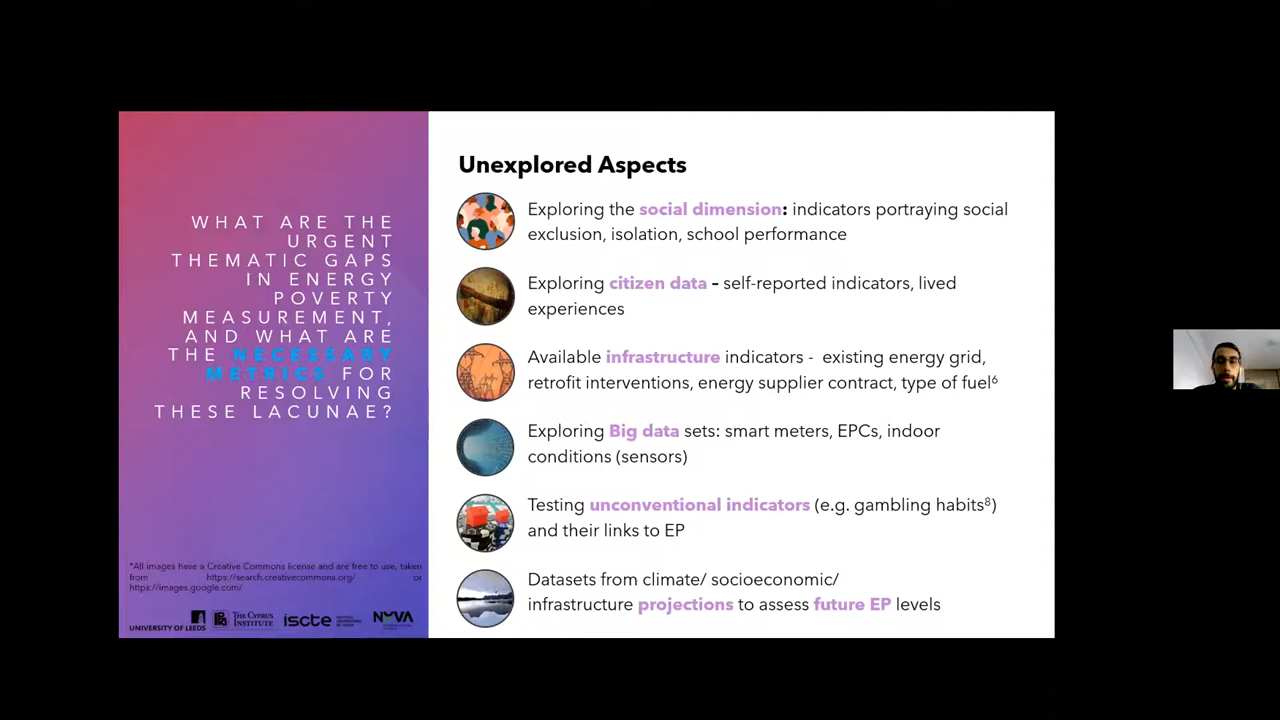 WHAT ARE THE
URGENT
THEMATIC GAPS
IN ENERGY
POVERTY
MEASUREMENT,
AND WHAT ARE
THE NECESSARY
METRICS FOR
RESOLVING
THESE LACUNAE?
*All images have a Creative Commons license and are free to use, taken
from https://search.creativecommons.org/ or
https://images.google.com/
UNIVERSITY OF LEEDS
THE CYPRUS
INSTITUTE
iscte
NOVA
Unexplored Aspects
Exploring the social dimension: indicators portraying social
exclusion, isolation, school performance
Exploring citizen data – self-reported indicators, lived
experiences
Available infrastructure indicators - existing energy grid,
retrofit interventions, energy supplier contract, type of fuel⁶
Exploring Big data sets: smart meters, EPCs, indoor
conditions (sensors)
Testing unconventional indicators (e.g. gambling habits⁸)
and their links to EP
Datasets from climate/ socioeconomic/
infrastructure projections to assess future EP levels